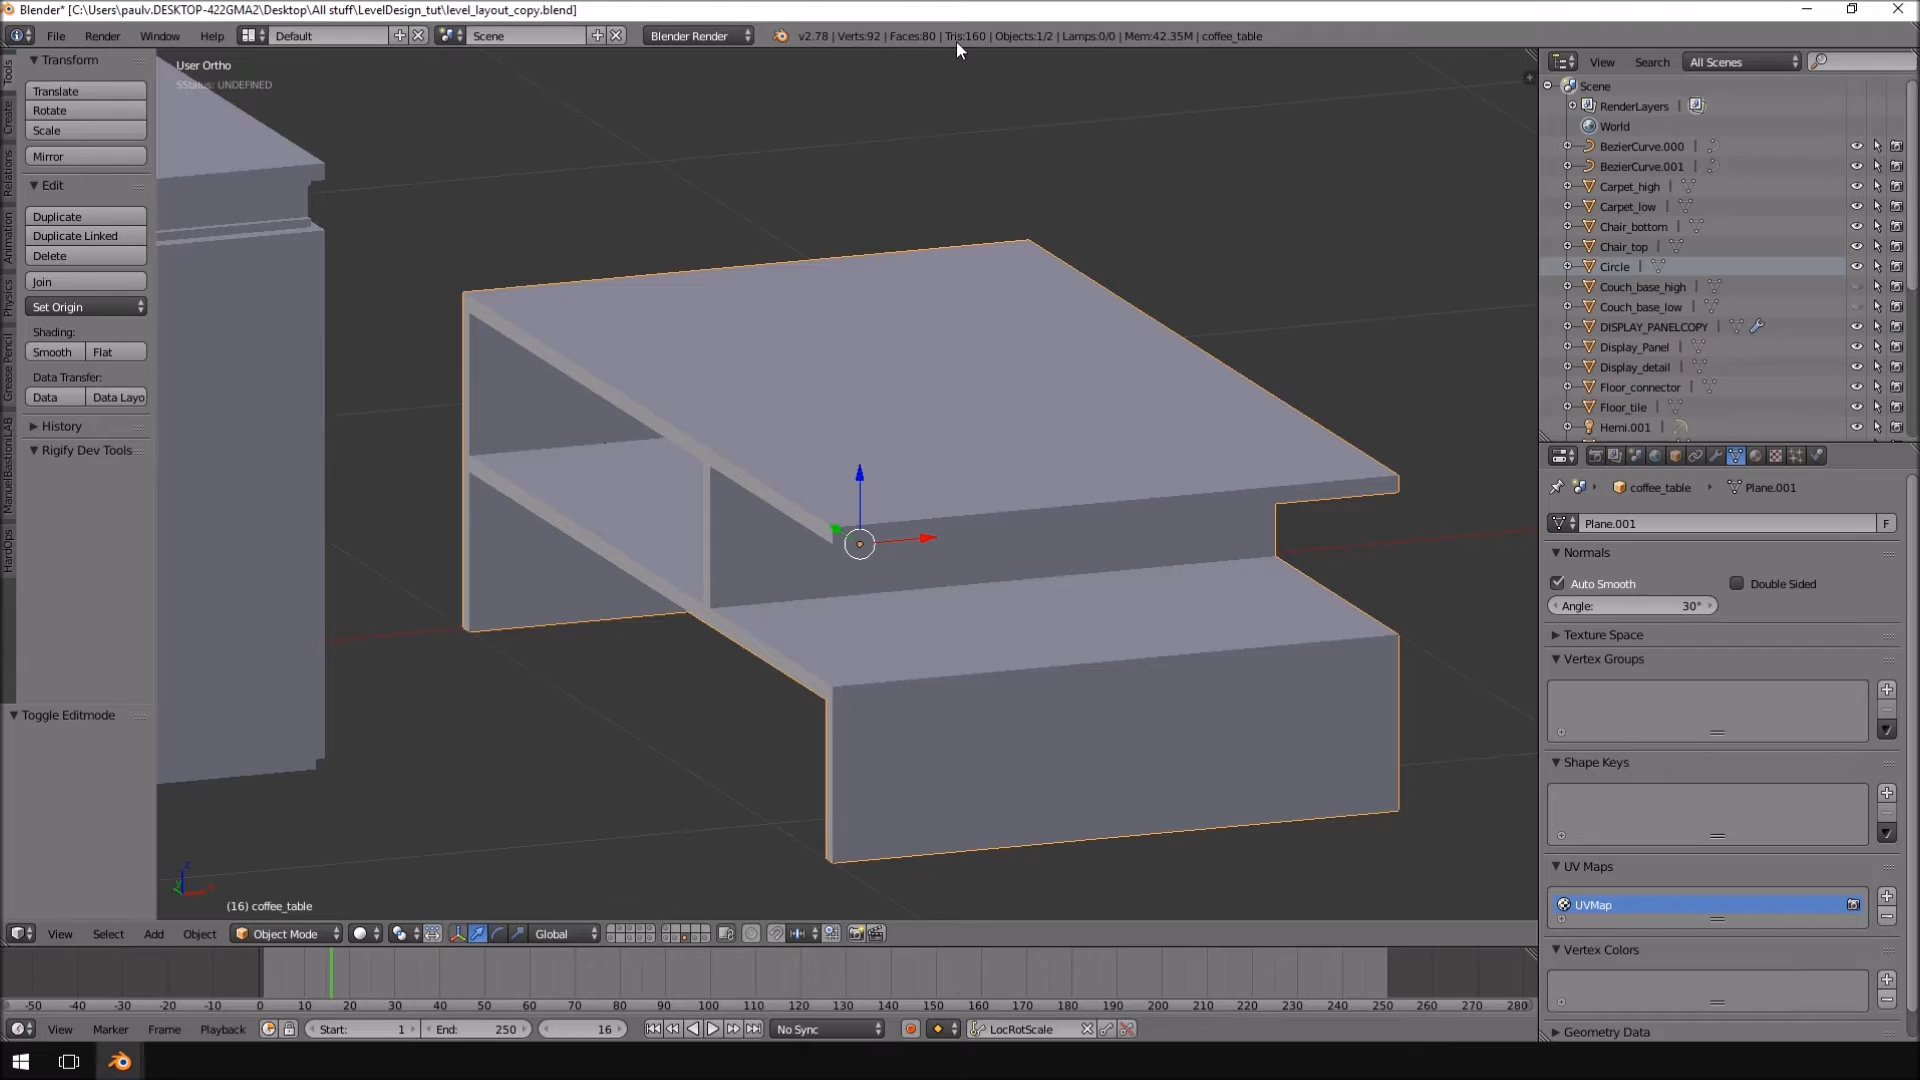 Blender* [C:\Users\paulv.DESKTOP-422GMA2\Desktop\All stuff\LevelDesign_tut\level_layout_copy.blend]
File Render Window Help Default Scene Blender Render v2.78 | Verts:92 | Faces:80 | Tris:160 | Objects:1/2 | Lamps:0/0 | Mem:42.35M | coffee_table
Transform
Translate
Rotate
Scale
Mirror
Edit
Duplicate
Duplicate Linked
Delete
Join
Set Origin
Shading:
Smooth Flat
Data Transfer:
Data Data Layo
History
Rigify Dev Tools
Toggle Editmode
Tools
Create
Relations
Animation
Physics
Grease Pencil
ManuelBastioniLAB
HardOps
User Ortho
SStatus: UNDEFINED
(16) coffee_table
View Search All Scenes
Scene
RenderLayers
World
BezierCurve.000
BezierCurve.001
Carpet_high
Carpet_low
Chair_bottom
Chair_top
Circle
Couch_base_high
Couch_base_low
DISPLAY_PANELCOPY
Display_Panel
Display_detail
Floor_connector
Floor_tile
Hemi.001
coffee_table Plane.001
Plane.001 F
Normals
Auto Smooth Double Sided
Angle: 30°
Texture Space
Vertex Groups
Shape Keys
UV Maps
UVMap
Vertex Colors
Geometry Data
View Select Add Object Object Mode Global
-50 -40 -30 -20 -10 0 10 20 30 40 50 60 70 80 90 100 110 120 130 140 150 160 170 180 190 200 210 220 230 240 250 260 270 280
View Marker Frame Playback Start: 1 End: 250 16 No Sync LocRotScale